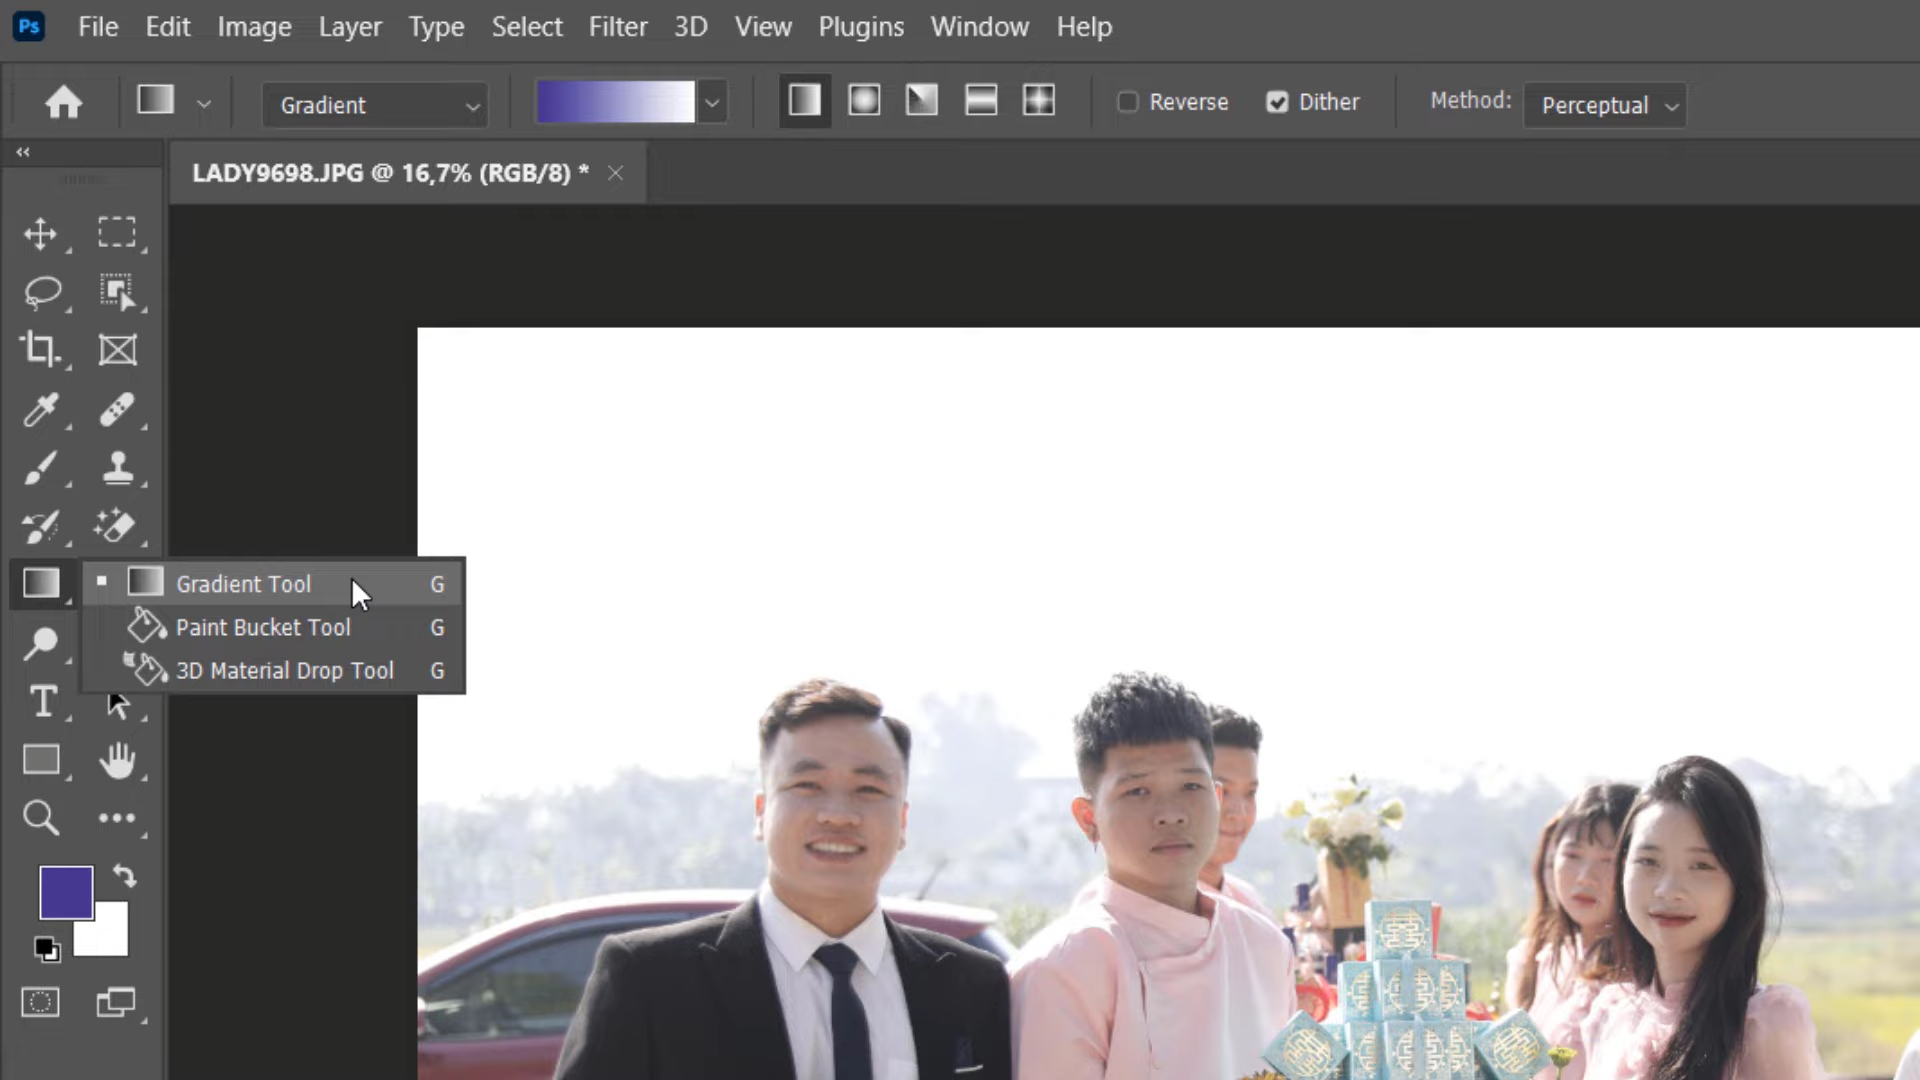 Ps File Edit Image Layer Type Select Filter 3D View Plugins Window Help
Gradient Reverse Dither Method: Perceptual
LADY9698.JPG @ 16,7% (RGB/8) *
Gradient Tool G
Paint Bucket Tool G
3D Material Drop Tool G